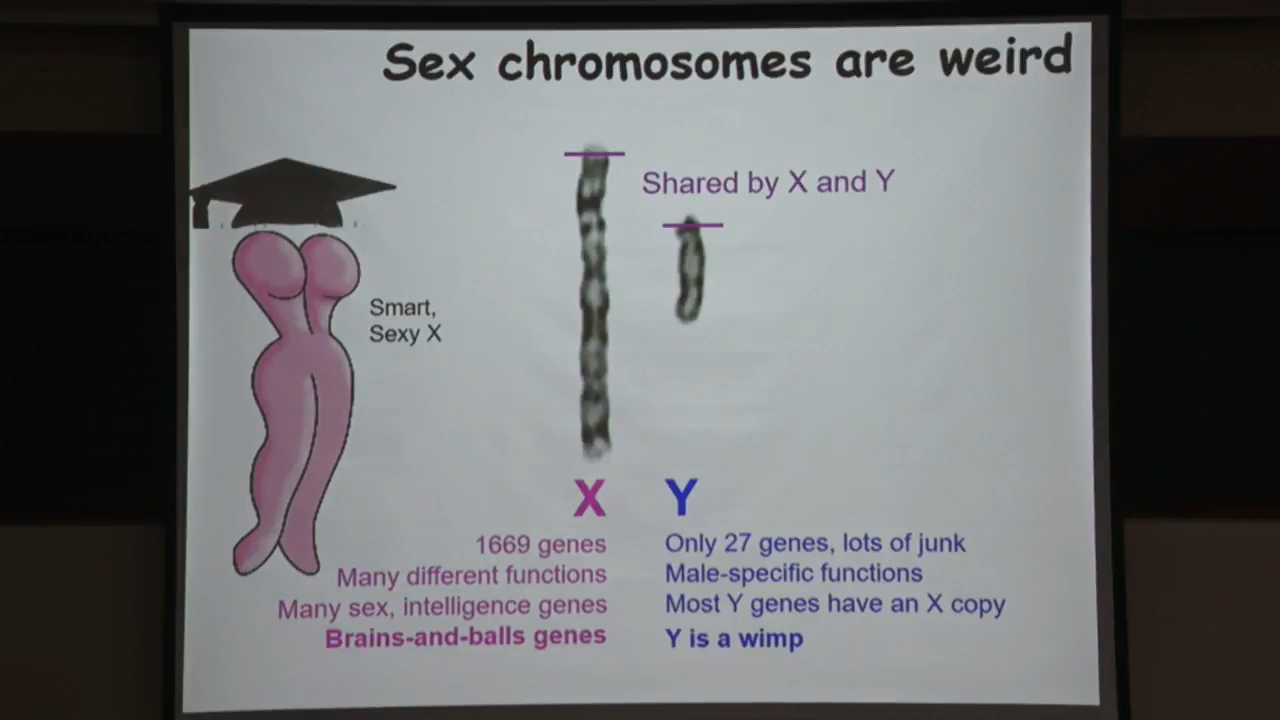 Sex chromosomes are weird
Shared by X and Y
Smart,
Sexy X
X
1669 genes
Many different functions
Many sex, intelligence genes
Brains-and-balls genes
Y
Only 27 genes, lots of junk
Male-specific functions
Most Y genes have an X copy
Y is a wimp